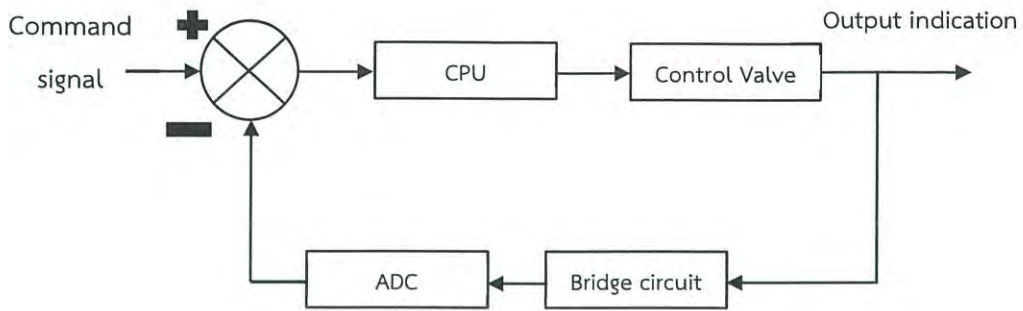 Command
signal
+
−
CPU
Control Valve
Output indication
ADC
Bridge circuit